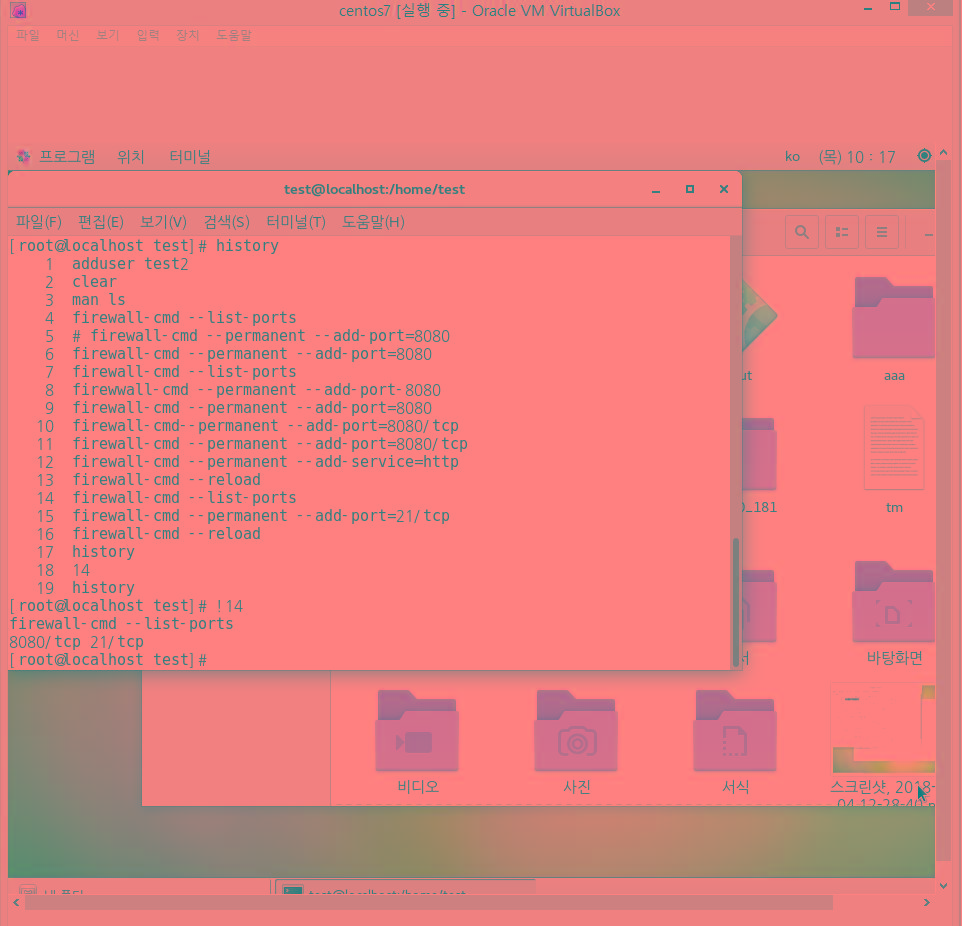 centos7 [실행 중] - Oracle VM VirtualBox
파일 머신 보기 입력 장치 도움말
프로그램 위치 터미널 ko (목) 10 : 17
test@localhost:/home/test
파일(F) 편집(E) 보기(V) 검색(S) 터미널(T) 도움말(H)
[root@localhost test]# history
1 adduser test2
2 clear
3 man ls
4 firewall-cmd --list-ports
5 # firewall-cmd --permanent --add-port=8080
6 firewall-cmd --permanent --add-port=8080
7 firewall-cmd --list-ports
8 firewwall-cmd --permanent --add-port-8080
9 firewall-cmd --permanent --add-port=8080
10 firewall-cmd--permanent --add-port=8080/tcp
11 firewall-cmd --permanent --add-port=8080/tcp
12 firewall-cmd --permanent --add-service=http
13 firewall-cmd --reload
14 firewall-cmd --list-ports
15 firewall-cmd --permanent --add-port=21/tcp
16 firewall-cmd --reload
17 history
18 14
19 history
[root@localhost test]# !14
firewall-cmd --list-ports
8080/tcp 21/tcp
[root@localhost test]#
ut aaa
0_181 tm
서 바탕화면
비디오 사진 서식 스크린샷, 2018-
04.12-28-40
test@localhost:/home/test